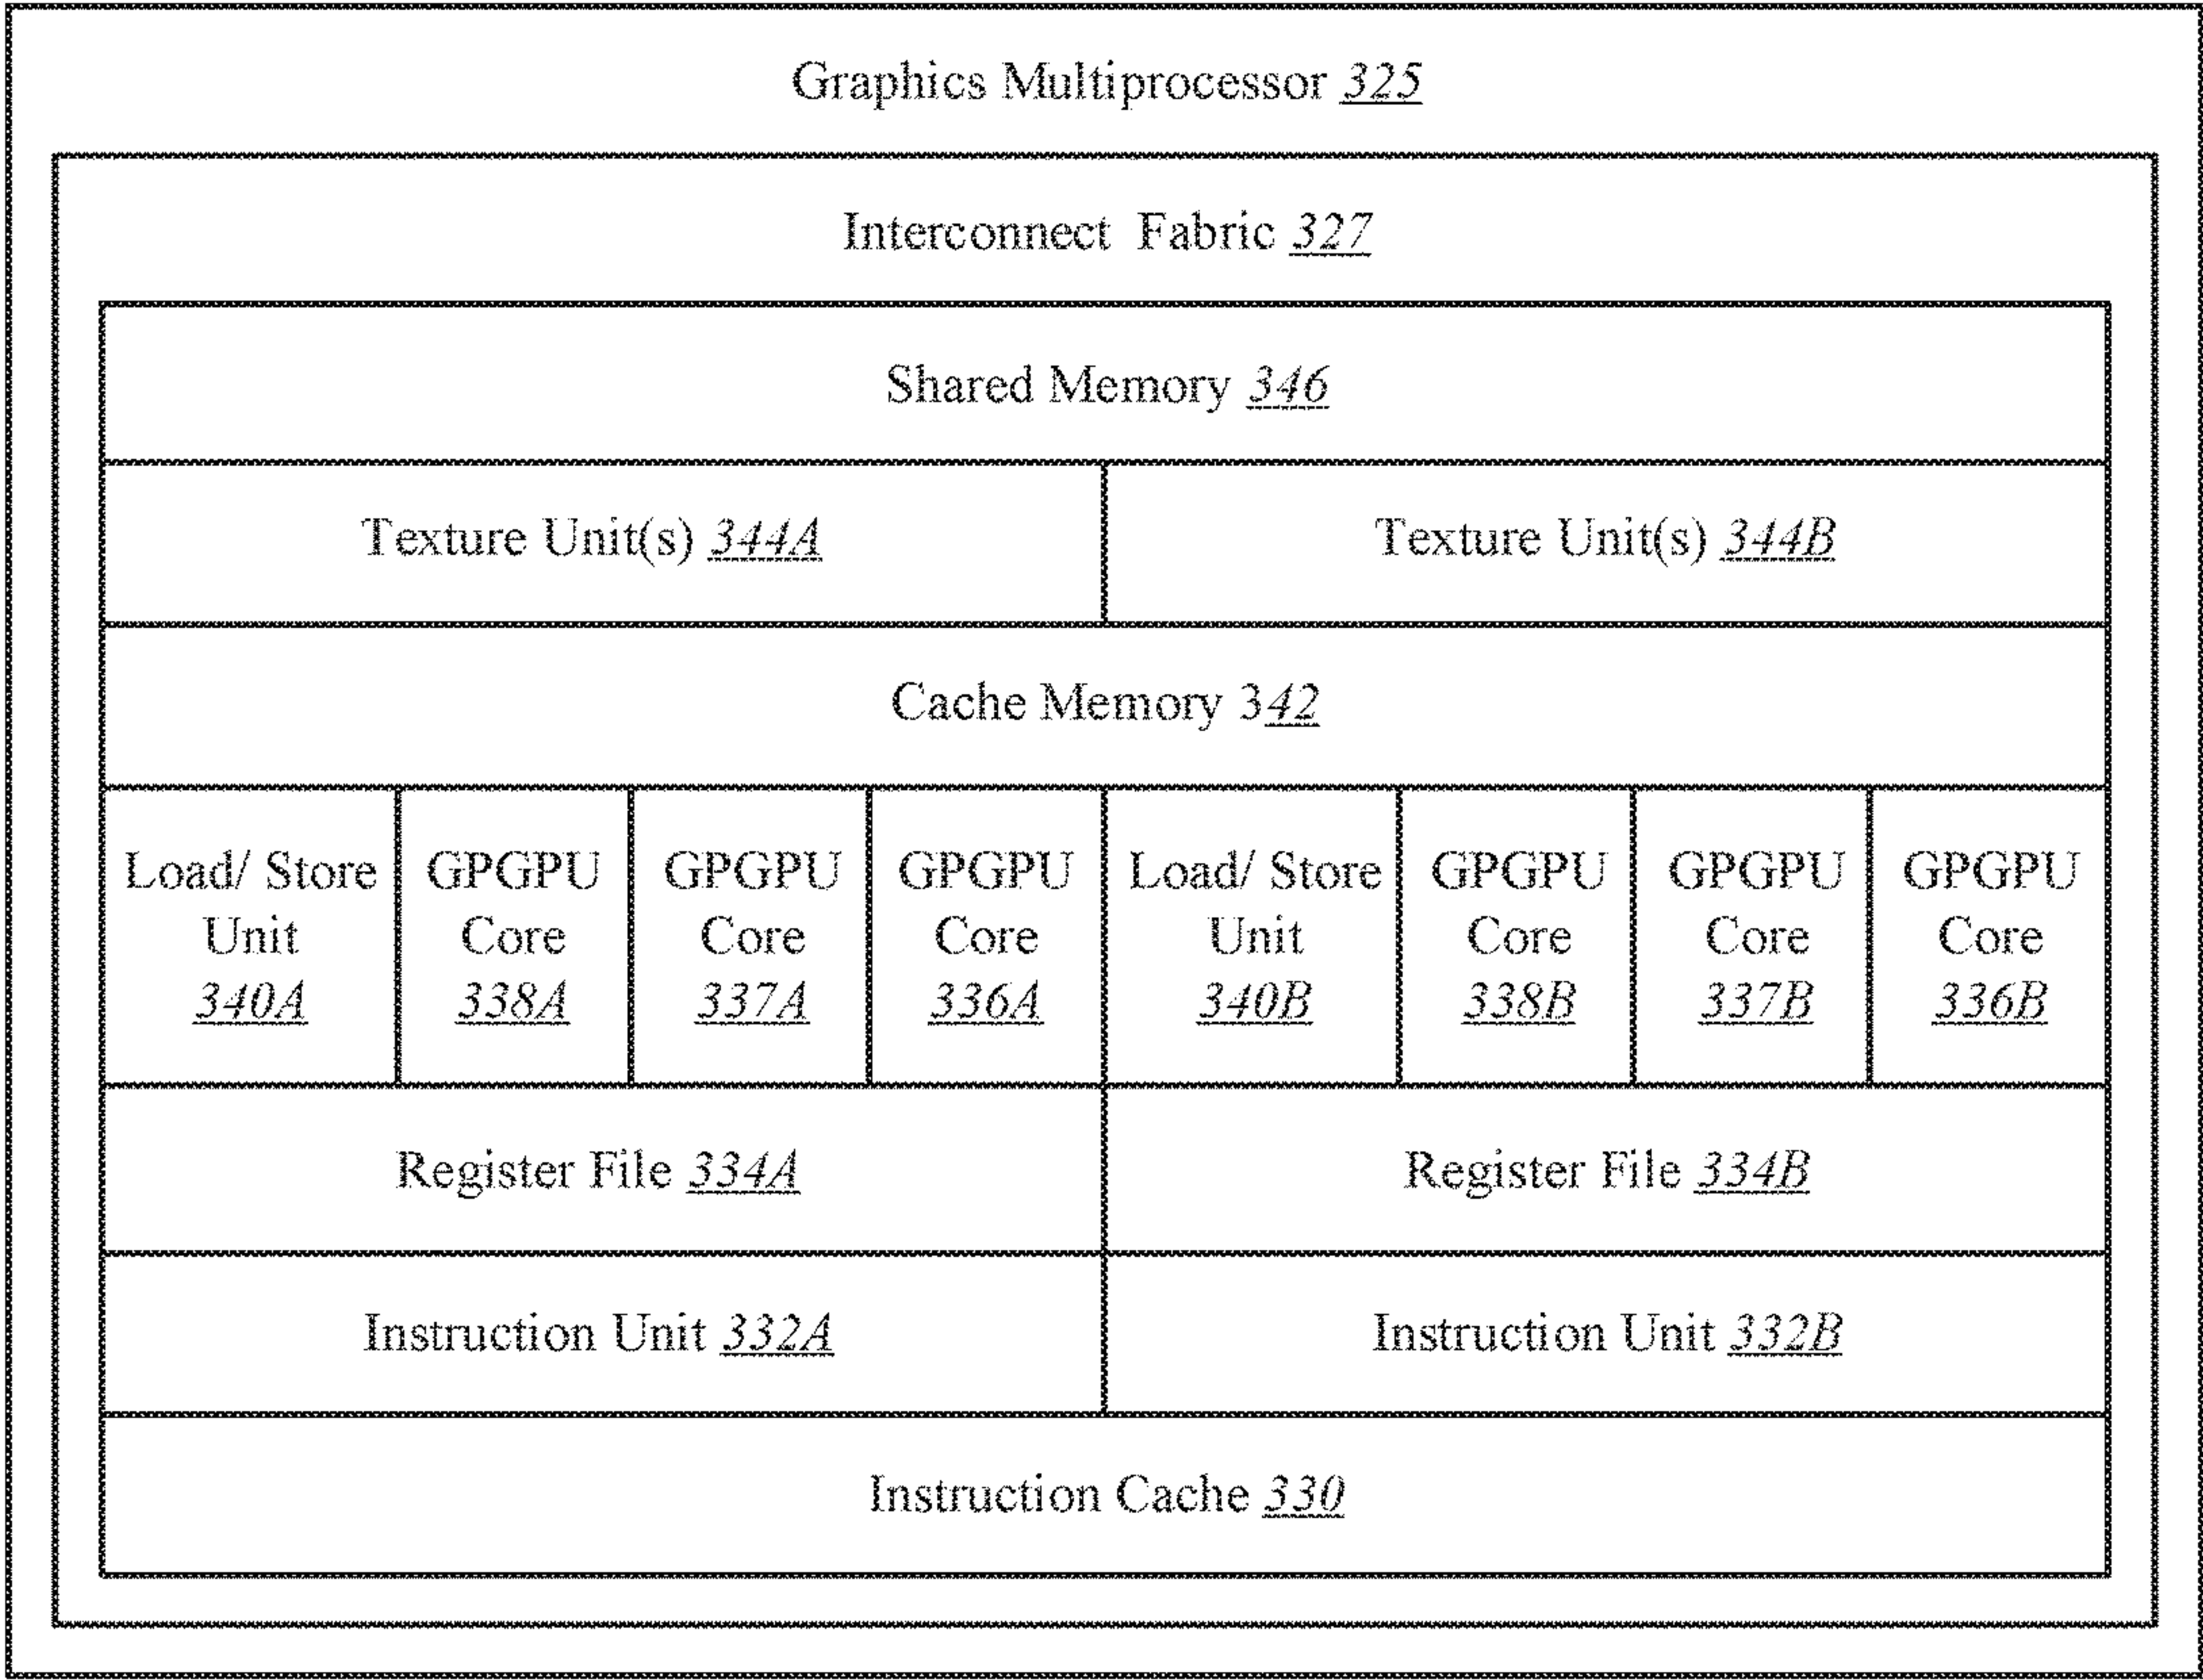 Graphics Multiprocessor 325
Interconnect Fabric 327
Shared Memory 346
Texture Unit(s) 344A
Texture Unit(s) 344B
Cache Memory 342
Load/ Store
Unit
340A
GPGPU
Core
338A
GPGPU
Core
337A
GPGPU
Core
336A
Load/ Store
Unit
340B
GPGPU
Core
338B
GPGPU
Core
337B
GPGPU
Core
336B
Register File 334A
Register File 334B
Instruction Unit 332A
Instruction Unit 332B
Instruction Cache 330